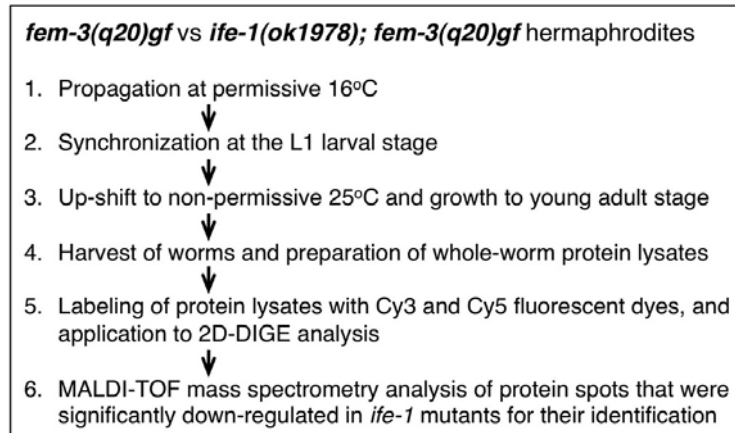 fem-3(q20)gf vs ife-1(ok1978); fem-3(q20)gf hermaphrodites
1. Propagation at permissive 16ºC
2. Synchronization at the L1 larval stage
3. Up-shift to non-permissive 25ºC and growth to young adult stage
4. Harvest of worms and preparation of whole-worm protein lysates
5. Labeling of protein lysates with Cy3 and Cy5 fluorescent dyes, and
application to 2D-DIGE analysis
6. MALDI-TOF mass spectrometry analysis of protein spots that were
significantly down-regulated in ife-1 mutants for their identification